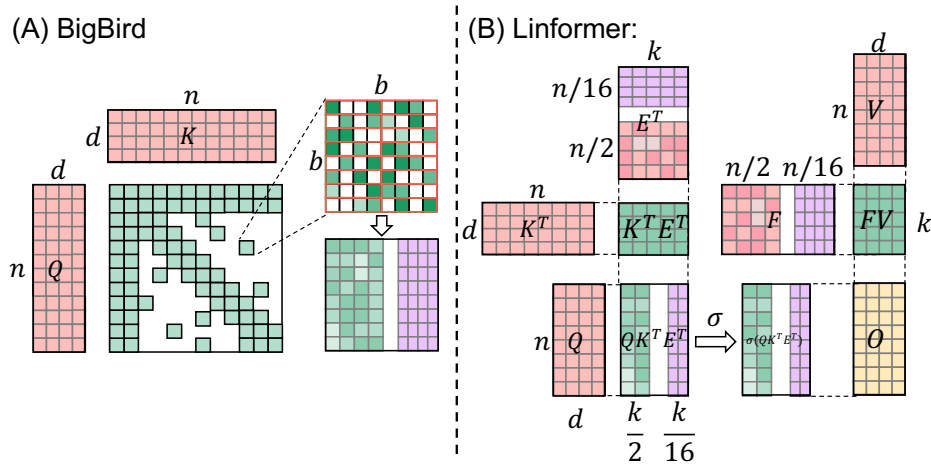 (A) BigBird
n
d
K
d
n
Q
b
b
(B) Linformer:
k
n/16
E^T
n/2
d
n
V
n
d
K^T
K^T E^T
n/2
n/16
F
FV
k
n
Q
d
QK^T E^T
k/2
k/16
σ
σ(QK^T E^T)
O